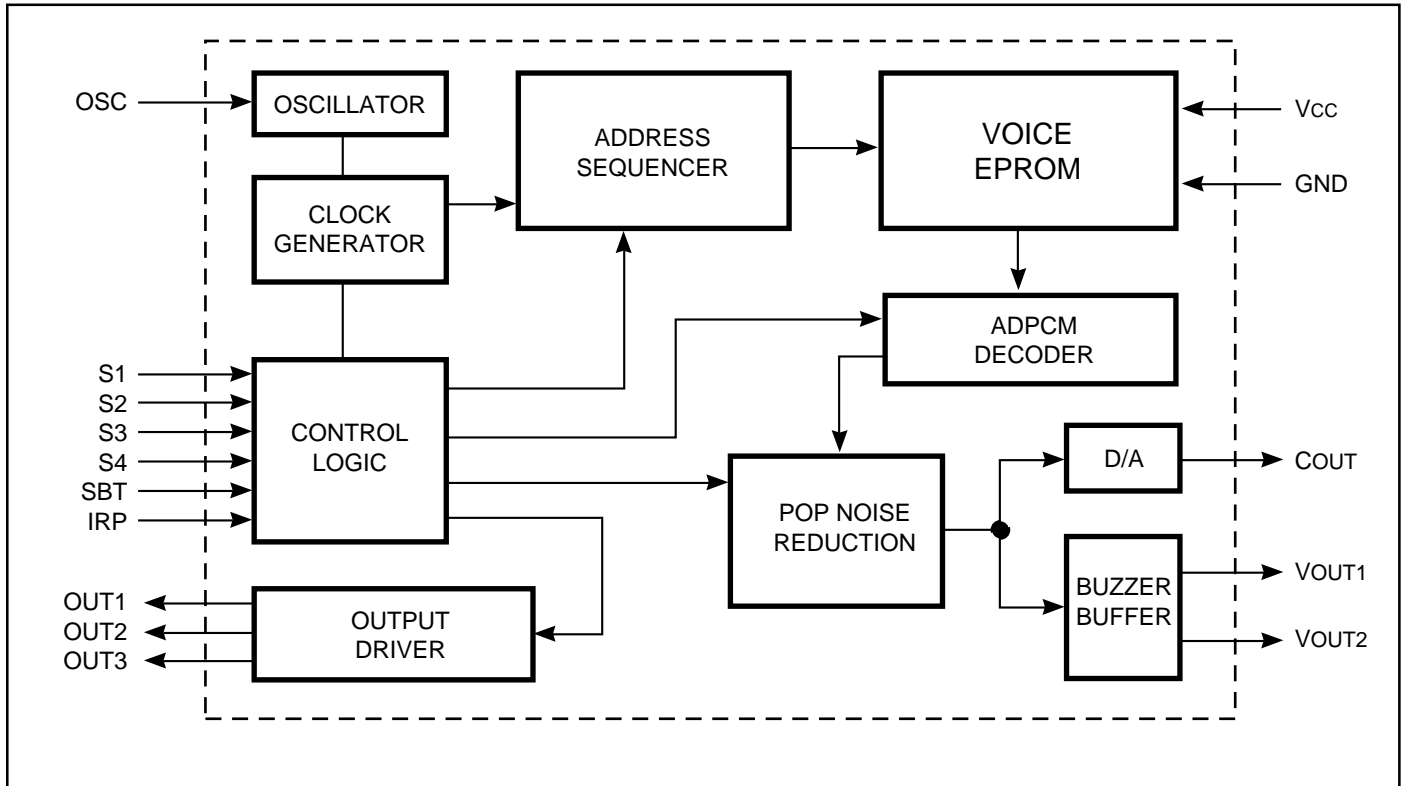 OSC
OSCILLATOR
ADDRESS
SEQUENCER
VOICE
EPROM
VCC
GND
CLOCK
GENERATOR
ADPCM
DECODER
S1
S2
S3
S4
SBT
IRP
CONTROL
LOGIC
POP NOISE
REDUCTION
D/A
COUT
BUZZER
BUFFER
VOUT1
VOUT2
OUT1
OUT2
OUT3
OUTPUT
DRIVER